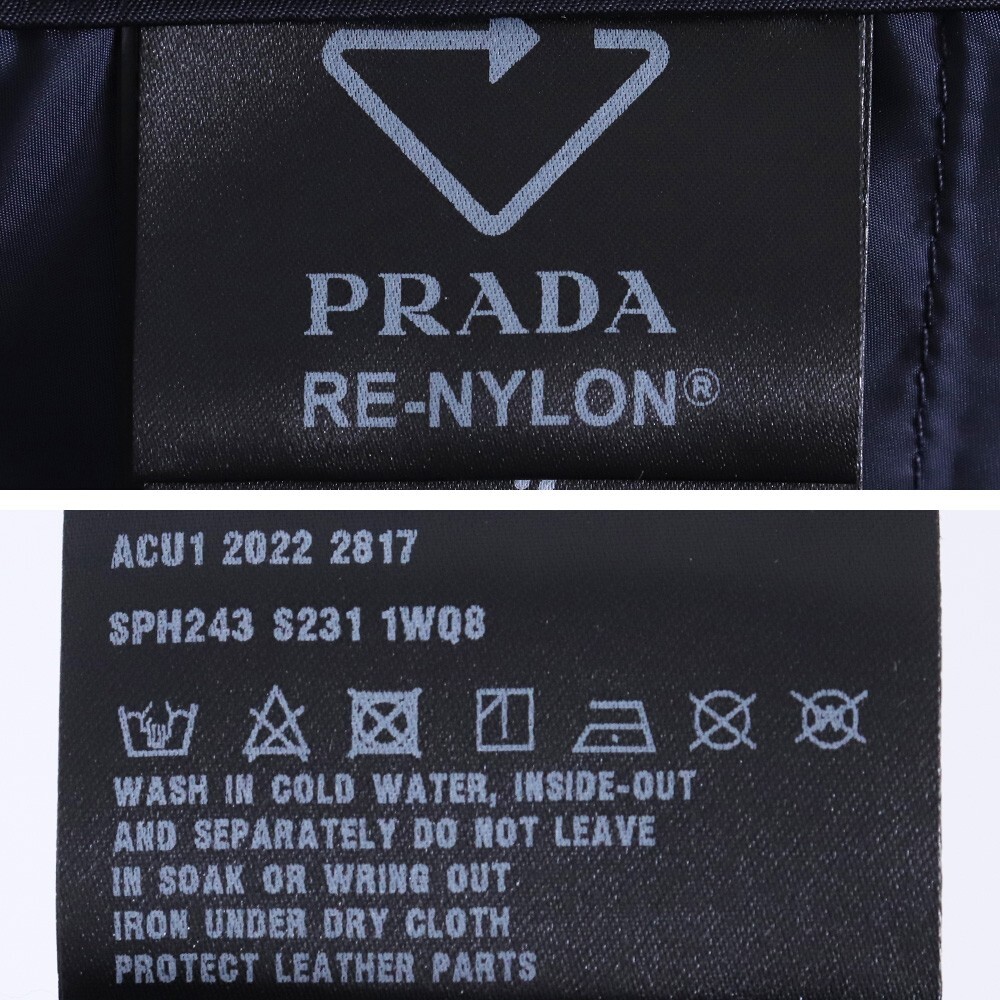 PRADA
RE-NYLON®
ACU1 2022 2817
SPH243 S231 1WQ8
W
WASH IN COLD WATER, INSIDE-OUT
AND SEPARATELY DO NOT LEAVE
IN SOAK OR WRING OUT
IRON UNDER DRY CLOTH
PROTECT LEATHER PARTS